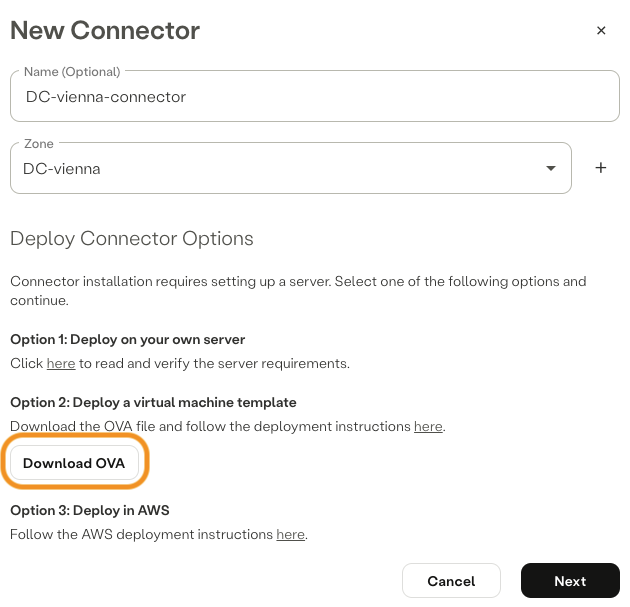 New Connector
×
Name (Optional)
DC-vienna-connector
Zone
DC-vienna
+
Deploy Connector Options
Connector installation requires setting up a server. Select one of the following options and
continue.
Option 1: Deploy on your own server
Click here to read and verify the server requirements.
Option 2: Deploy a virtual machine template
Download the OVA file and follow the deployment instructions here.
Download OVA
Option 3: Deploy in AWS
Follow the AWS deployment instructions here.
Cancel Next